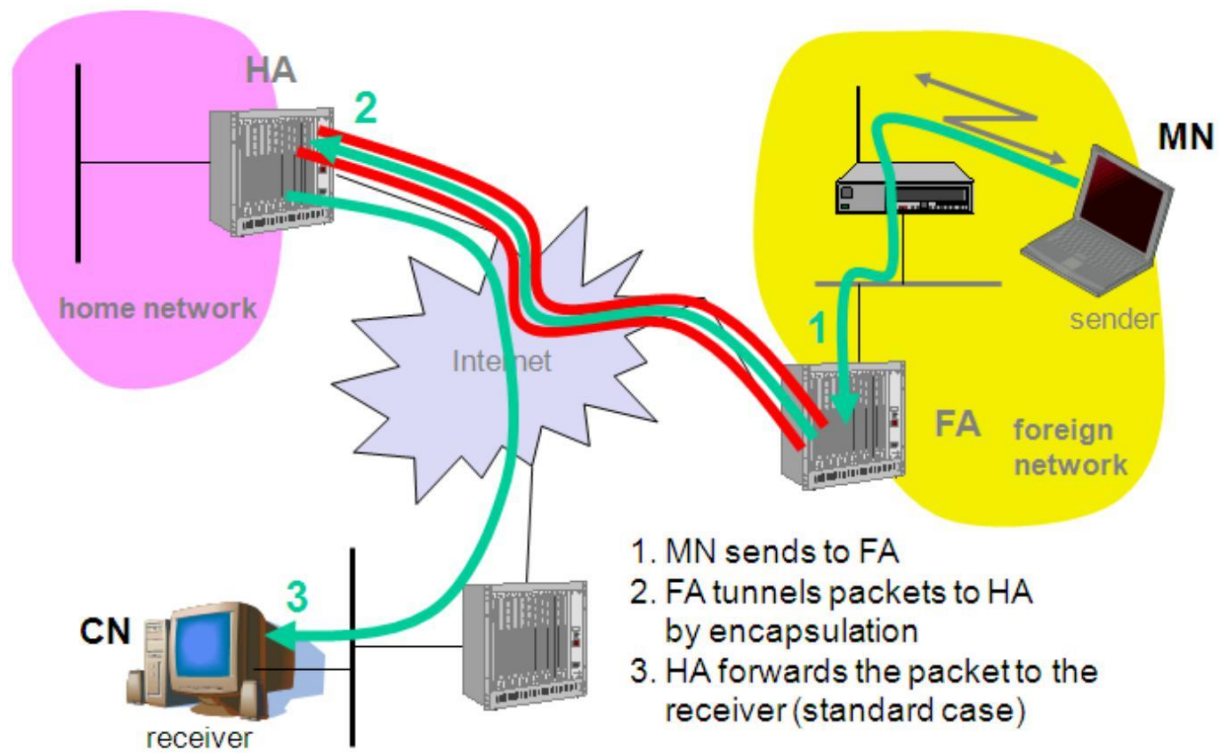 HA
2
MN
home network
Internet
1
sender
FA
foreign
network
CN
3
receiver
1. MN sends to FA
2. FA tunnels packets to HA
by encapsulation
3. HA forwards the packet to the
receiver (standard case)